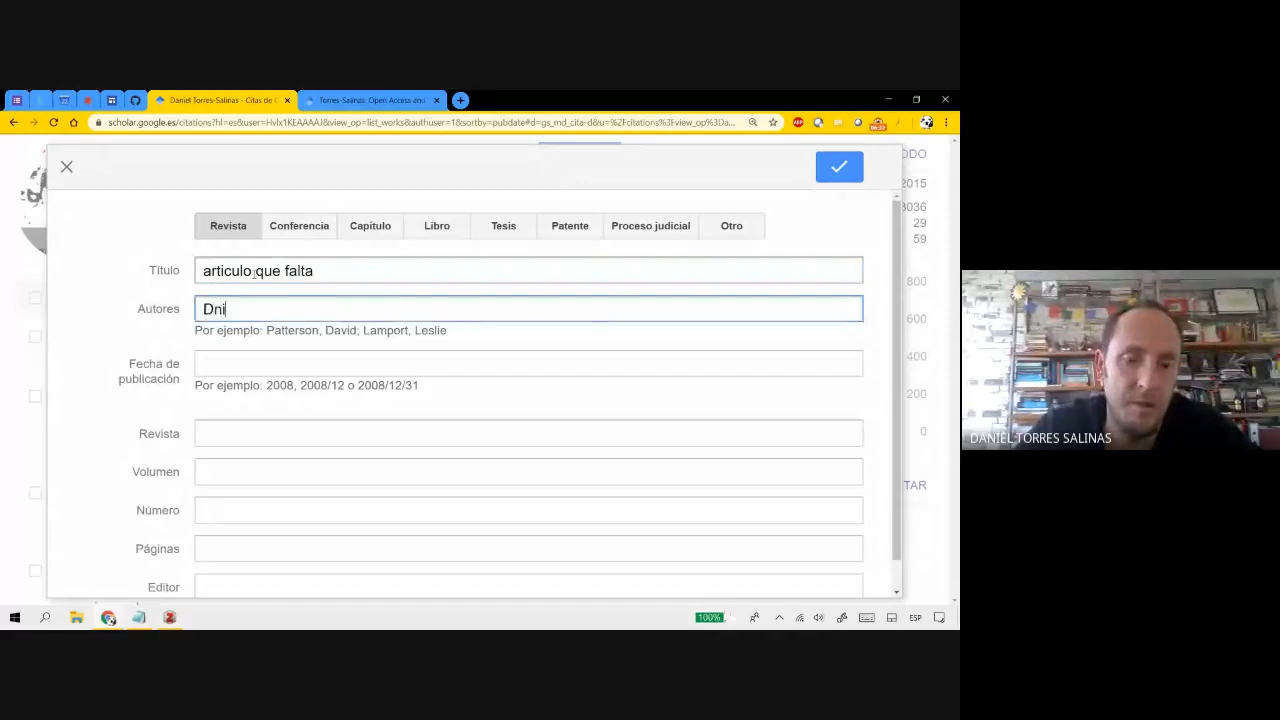 Daniel Torres-Salinas - Citas de G
Torres-Salinas: Open Access and
scholar.google.es/citations?hl=es&user=HvIx1KEAAAAJ&view_op=list_works&authuser=1&sortby=pubdate#d=gs_md_cita-d&u=%2Fcitations%3Fview_op%3Da...
ODO
2015
3036
29
59
800
600
400
200
0
TAR
Revista
Conferencia
Capítulo
Libro
Tesis
Patente
Proceso judicial
Otro
Título
articulo que falta
Autores
Dni
Por ejemplo: Patterson, David; Lamport, Leslie
Fecha de
publicación
Por ejemplo: 2008, 2008/12 o 2008/12/31
Revista
Volumen
Número
Páginas
Editor
100%
ESP
DANIEL TORRES SALINAS